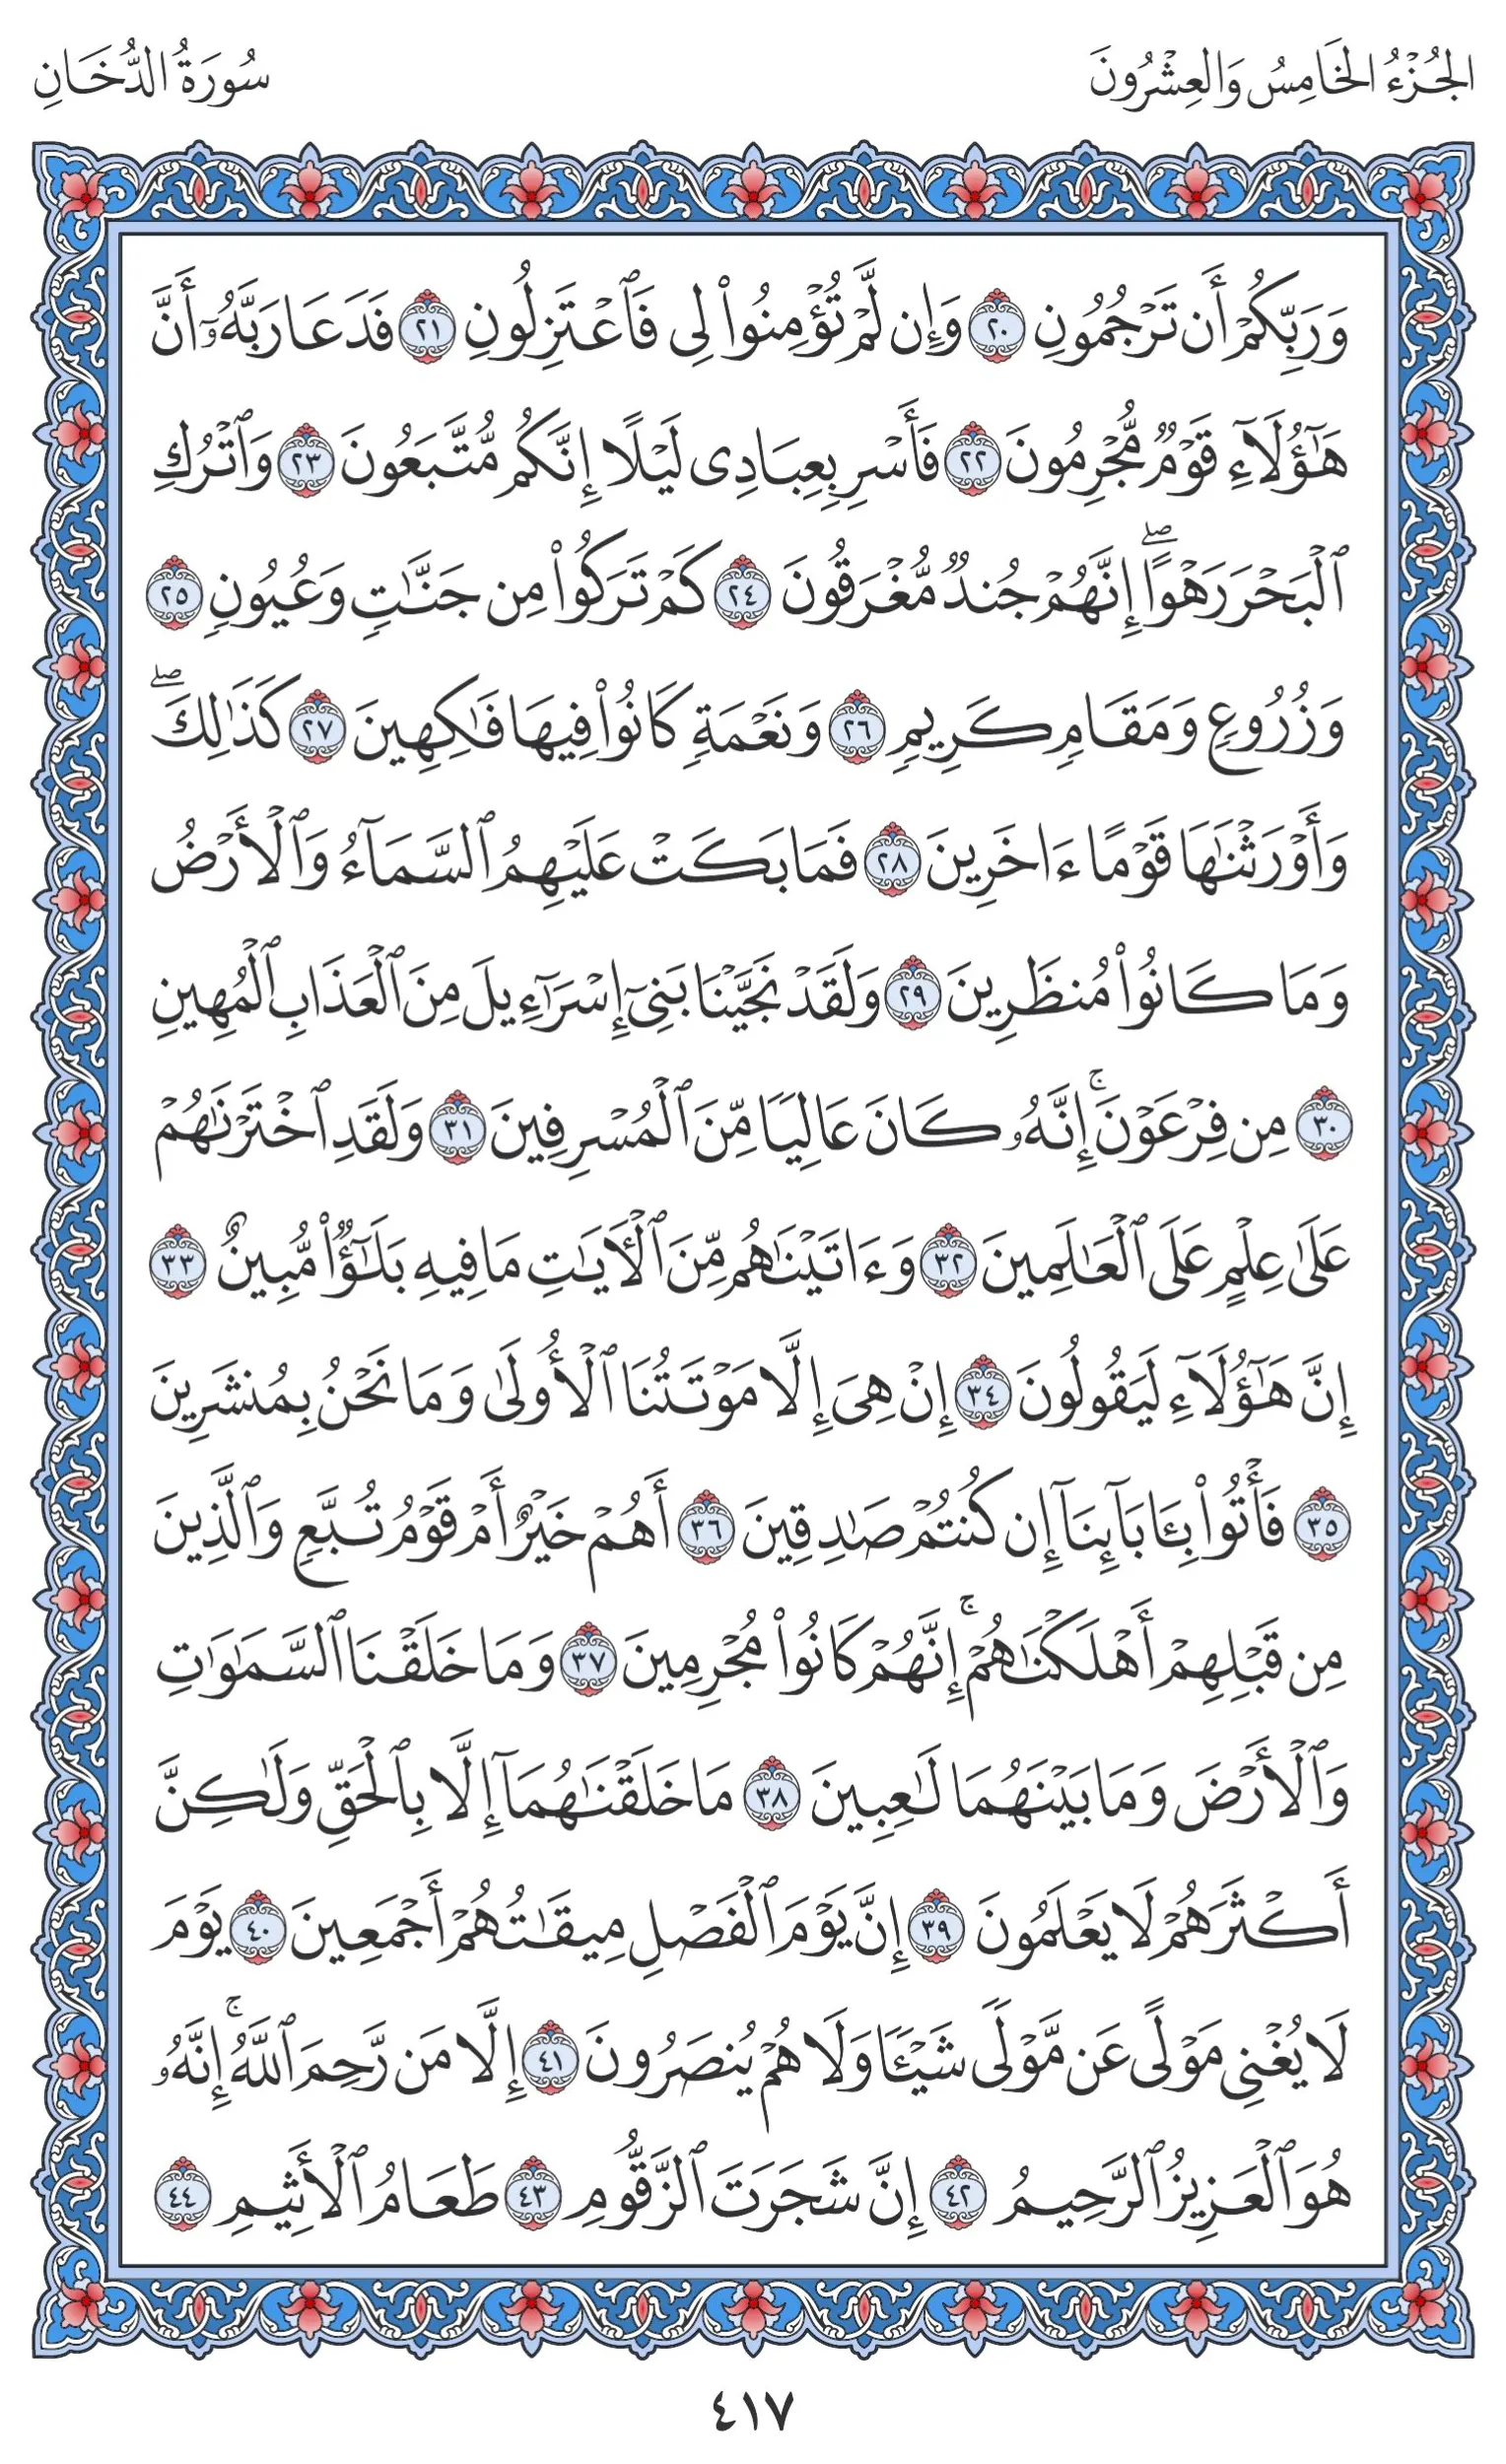 الجُزْءُ الخَامِسُ وَالعِشْرُونَ
سُورَةُ الدُّخَانِ
وَرَبِّكُمْ أَن تَرْجُمُونِ ٢٠ وَإِن لَّمْ تُؤْمِنُوا۟ لِى فَٱعْتَزِلُونِ ٢١ فَدَعَا رَبَّهُۥٓ أَنَّ
هَـٰٓؤُلَآءِ قَوْمٌ مُّجْرِمُونَ ٢٢ فَأَسْرِ بِعِبَادِى لَيْلًا إِنَّكُم مُّتَّبَعُونَ ٢٣ وَٱتْرُكِ
ٱلْبَحْرَ رَهْوًا ۖ إِنَّهُمْ جُندٌ مُّغْرَقُونَ ٢٤ كَمْ تَرَكُوا۟ مِن جَنَّـٰتٍ وَعُيُونٍ ٢٥
وَزُرُوعٍ وَمَقَامٍ كَرِيمٍ ٢٦ وَنَعْمَةٍ كَانُوا۟ فِيهَا فَـٰكِهِينَ ٢٧ كَذَٰلِكَ ۖ
وَأَوْرَثْنَـٰهَا قَوْمًا ءَاخَرِينَ ٢٨ فَمَا بَكَتْ عَلَيْهِمُ ٱلسَّمَآءُ وَٱلْأَرْضُ
وَمَا كَانُوا۟ مُنظَرِينَ ٢٩ وَلَقَدْ نَجَّيْنَا بَنِىٓ إِسْرَٰٓءِيلَ مِنَ ٱلْعَذَابِ ٱلْمُهِينِ
٣٠ مِن فِرْعَوْنَ ۚ إِنَّهُۥ كَانَ عَالِيًا مِّنَ ٱلْمُسْرِفِينَ ٣١ وَلَقَدِ ٱخْتَرْنَـٰهُمْ
عَلَىٰ عِلْمٍ عَلَى ٱلْعَـٰلَمِينَ ٣٢ وَءَاتَيْنَـٰهُم مِّنَ ٱلْـَٔايَـٰتِ مَا فِيهِ بَلَـٰٓؤٌا۟ مُّبِينٌ ٣٣
إِنَّ هَـٰٓؤُلَآءِ لَيَقُولُونَ ٣٤ إِنْ هِىَ إِلَّا مَوْتَتُنَا ٱلْأُولَىٰ وَمَا نَحْنُ بِمُنشَرِينَ
٣٥ فَأْتُوا۟ بِـَٔابَآئِنَآ إِن كُنتُمْ صَـٰدِقِينَ ٣٦ أَهُمْ خَيْرٌ أَمْ قَوْمُ تُبَّعٍ وَٱلَّذِينَ
مِن قَبْلِهِمْ أَهْلَكْنَـٰهُمْ ۚ إِنَّهُمْ كَانُوا۟ مُجْرِمِينَ ٣٧ وَمَا خَلَقْنَا ٱلسَّمَـٰوَٰتِ
وَٱلْأَرْضَ وَمَا بَيْنَهُمَا لَـٰعِبِينَ ٣٨ مَا خَلَقْنَـٰهُمَآ إِلَّا بِٱلْحَقِّ وَلَـٰكِنَّ
أَكْثَرَهُمْ لَا يَعْلَمُونَ ٣٩ إِنَّ يَوْمَ ٱلْفَصْلِ مِيقَـٰتُهُمْ أَجْمَعِينَ ٤٠ يَوْمَ
لَا يُغْنِى مَوْلًى عَن مَّوْلًى شَيْـًٔا وَلَا هُمْ يُنصَرُونَ ٤١ إِلَّا مَن رَّحِمَ ٱللَّهُ ۚ إِنَّهُۥ
هُوَ ٱلْعَزِيزُ ٱلرَّحِيمُ ٤٢ إِنَّ شَجَرَتَ ٱلزَّقُّومِ ٤٣ طَعَامُ ٱلْأَثِيمِ ٤٤
٤١٧